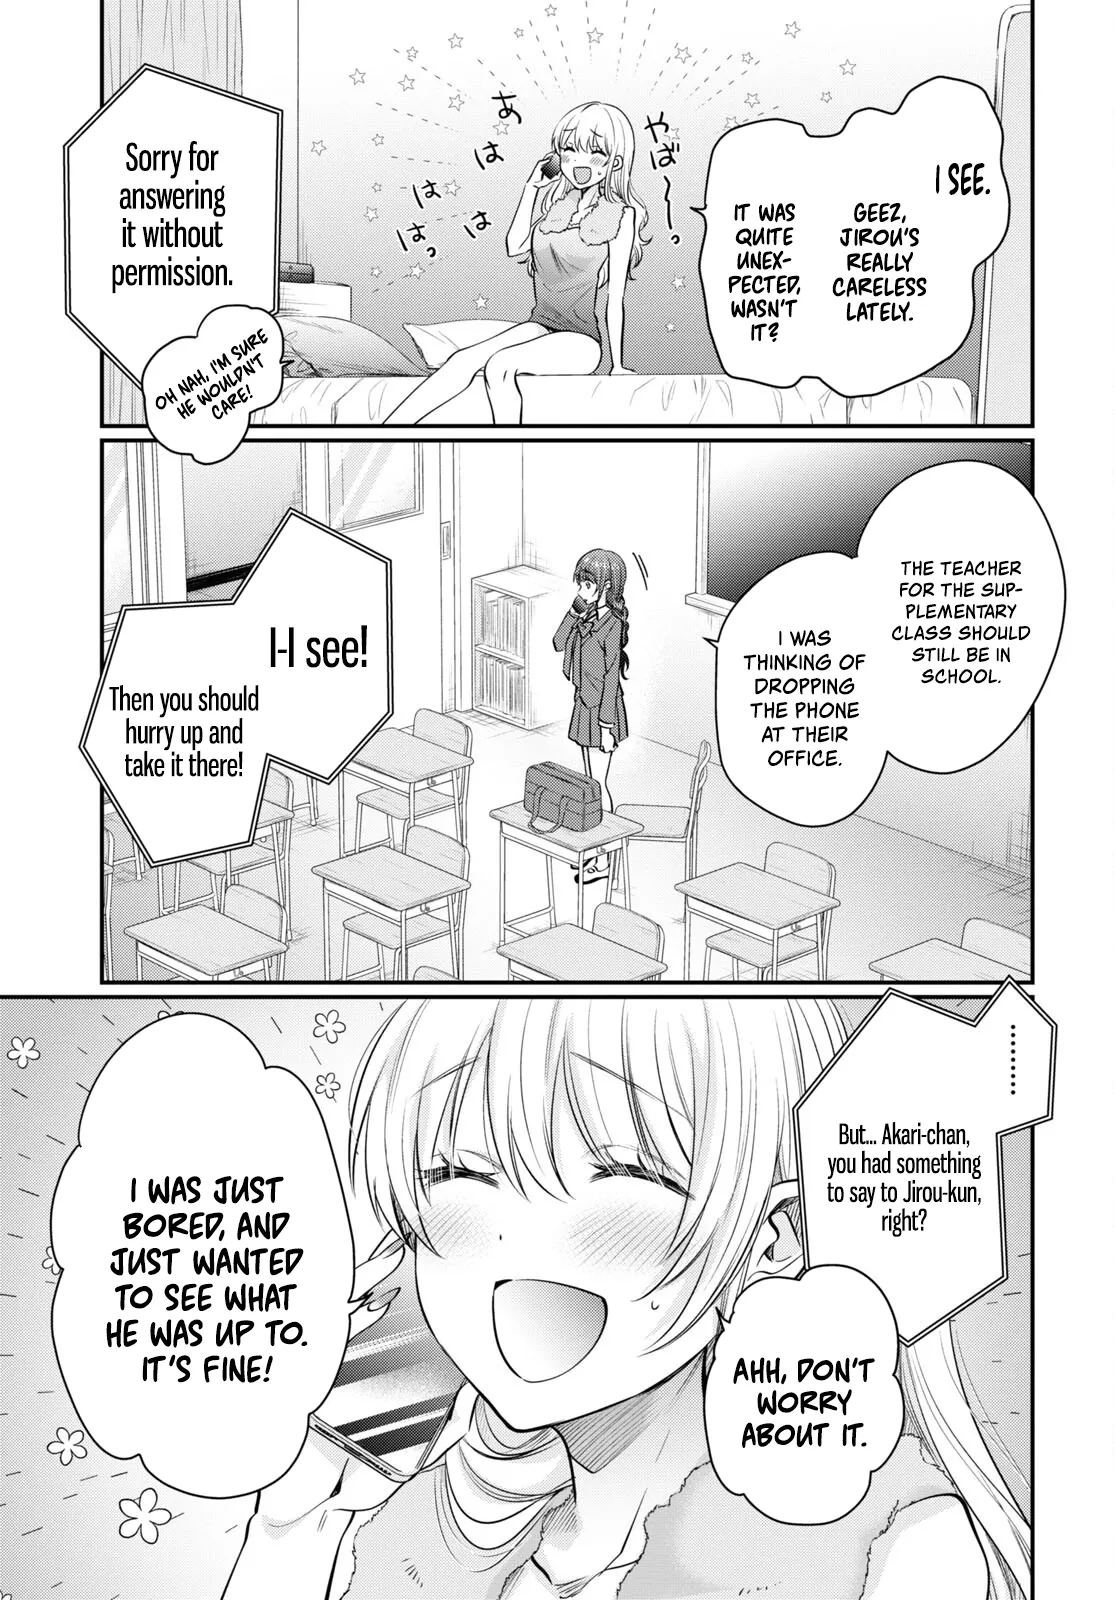 I SEE.
GEEZ,
JIROU'S
REALLY
CARELESS
LATELY.
IT WAS
QUITE
UNEX-
PECTED,
WASN'T
IT?
やば〜〜っ
あ
は
は
は
は
はっ
Sorry for
answering
it without
permission.
OH NAH, I'M SURE
HE WOULDN'T
CARE!
THE TEACHER
FOR THE SUP-
PLEMENTARY
CLASS SHOULD
STILL BE IN
SCHOOL.
I WAS
THINKING OF
DROPPING
THE PHONE
AT THEIR
OFFICE.
I-I see!
Then you should
hurry up and
take it there!
.........
But... Akari-chan,
you had something
to say to Jirou-kun,
right?
AHH, DON'T
WORRY
ABOUT IT.
I WAS JUST
BORED, AND
JUST WANTED
TO SEE WHAT
HE WAS UP TO.
IT'S FINE!